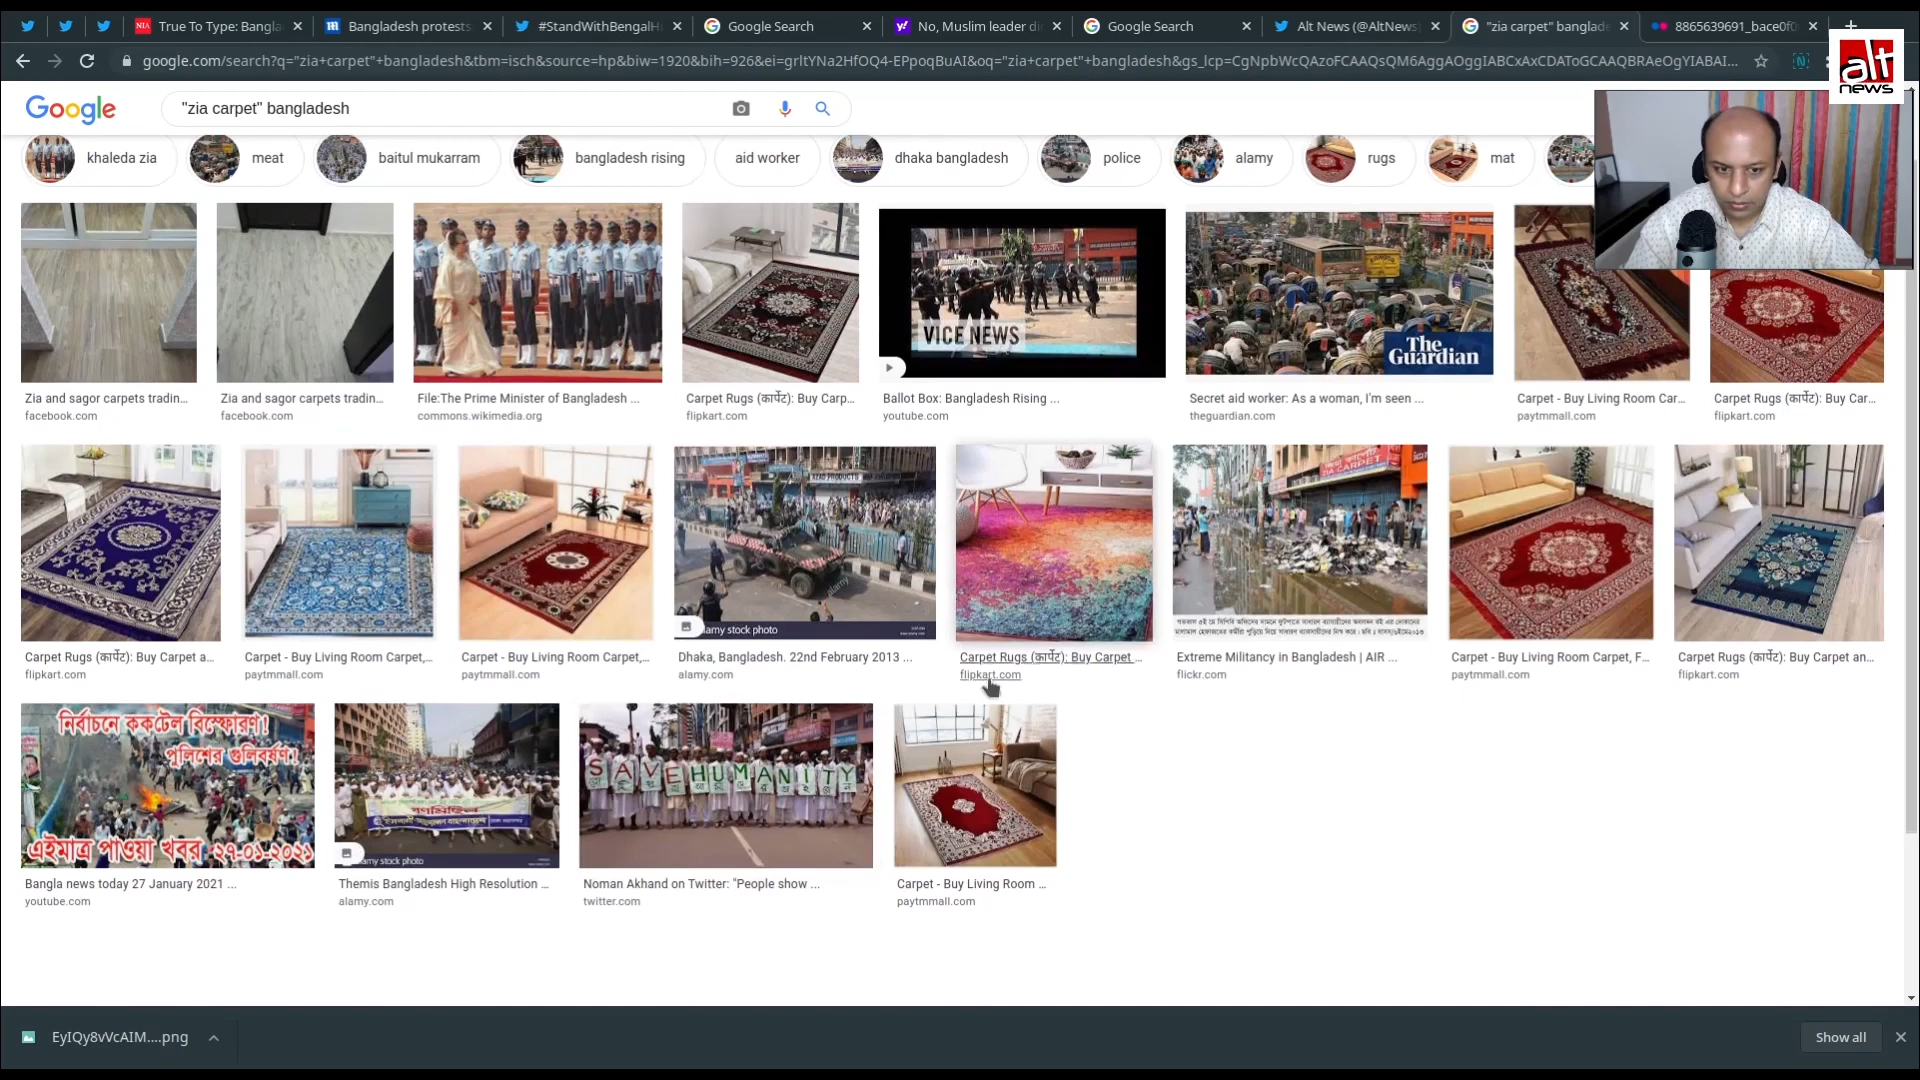 True To Type: Bangla
Bangladesh protests:
#StandWithBengalH
Google Search
No, Muslim leader di
Google Search
Alt News (@AltNews
"zia carpet" banglade
8865639691_bace0f0
google.com/search?q="zia+carpet"+bangladesh&tbm=isch&source=hp&biw=1920&bih=926&ei=grltYNa2HfOQ4-EPpoqBuAI&oq="zia+carpet"+bangladesh&gs_lcp=CgNpbWcQAzoFCAAQsQM6AggAOggIABCxAxCDAToGCAAQBRAeOgYIABAI...
alt
news
Google
"zia carpet" bangladesh
khaleda zia
meat
baitul mukarram
bangladesh rising
aid worker
dhaka bangladesh
police
alamy
rugs
mat
VICE NEWS
The
Guardian
Zia and sagor carpets tradin...
facebook.com
Zia and sagor carpets tradin...
facebook.com
File:The Prime Minister of Bangladesh ...
commons.wikimedia.org
Carpet Rugs (कार्पेट): Buy Carp...
flipkart.com
Ballot Box: Bangladesh Rising ...
youtube.com
Secret aid worker: As a woman, I'm seen ...
theguardian.com
Carpet - Buy Living Room Car...
paytmmall.com
Carpet Rugs (कार्पेट): Buy Car...
flipkart.com
READ PRODUCTS
alamy
alamy stock photo
ZIA CARPET
Carpet Rugs (कार्पेट): Buy Carpet a...
flipkart.com
Carpet - Buy Living Room Carpet,...
paytmmall.com
Carpet - Buy Living Room Carpet,...
paytmmall.com
Dhaka, Bangladesh. 22nd February 2013 ...
alamy.com
Carpet Rugs (कार्पेट): Buy Carpet ...
flipkart.com
Extreme Militancy in Bangladesh | AIR ...
flickr.com
Carpet - Buy Living Room Carpet, F...
paytmmall.com
Carpet Rugs (कार्पेट): Buy Carpet an...
flipkart.com
নির্বাচনে ককটেল বিস্ফোরণ!
পুলিশের গুলিবর্ষণ!
এইমাত্র পাওয়া খবর -২৭-০১-২০২১
গণমিছিল
alamy stock photo
SAVE HUMANITY
Bangla news today 27 January 2021 ...
youtube.com
Themis Bangladesh High Resolution ...
alamy.com
Noman Akhand on Twitter: "People show ...
twitter.com
Carpet - Buy Living Room ...
paytmmall.com
EyIQy8vVcAIM....png
Show all